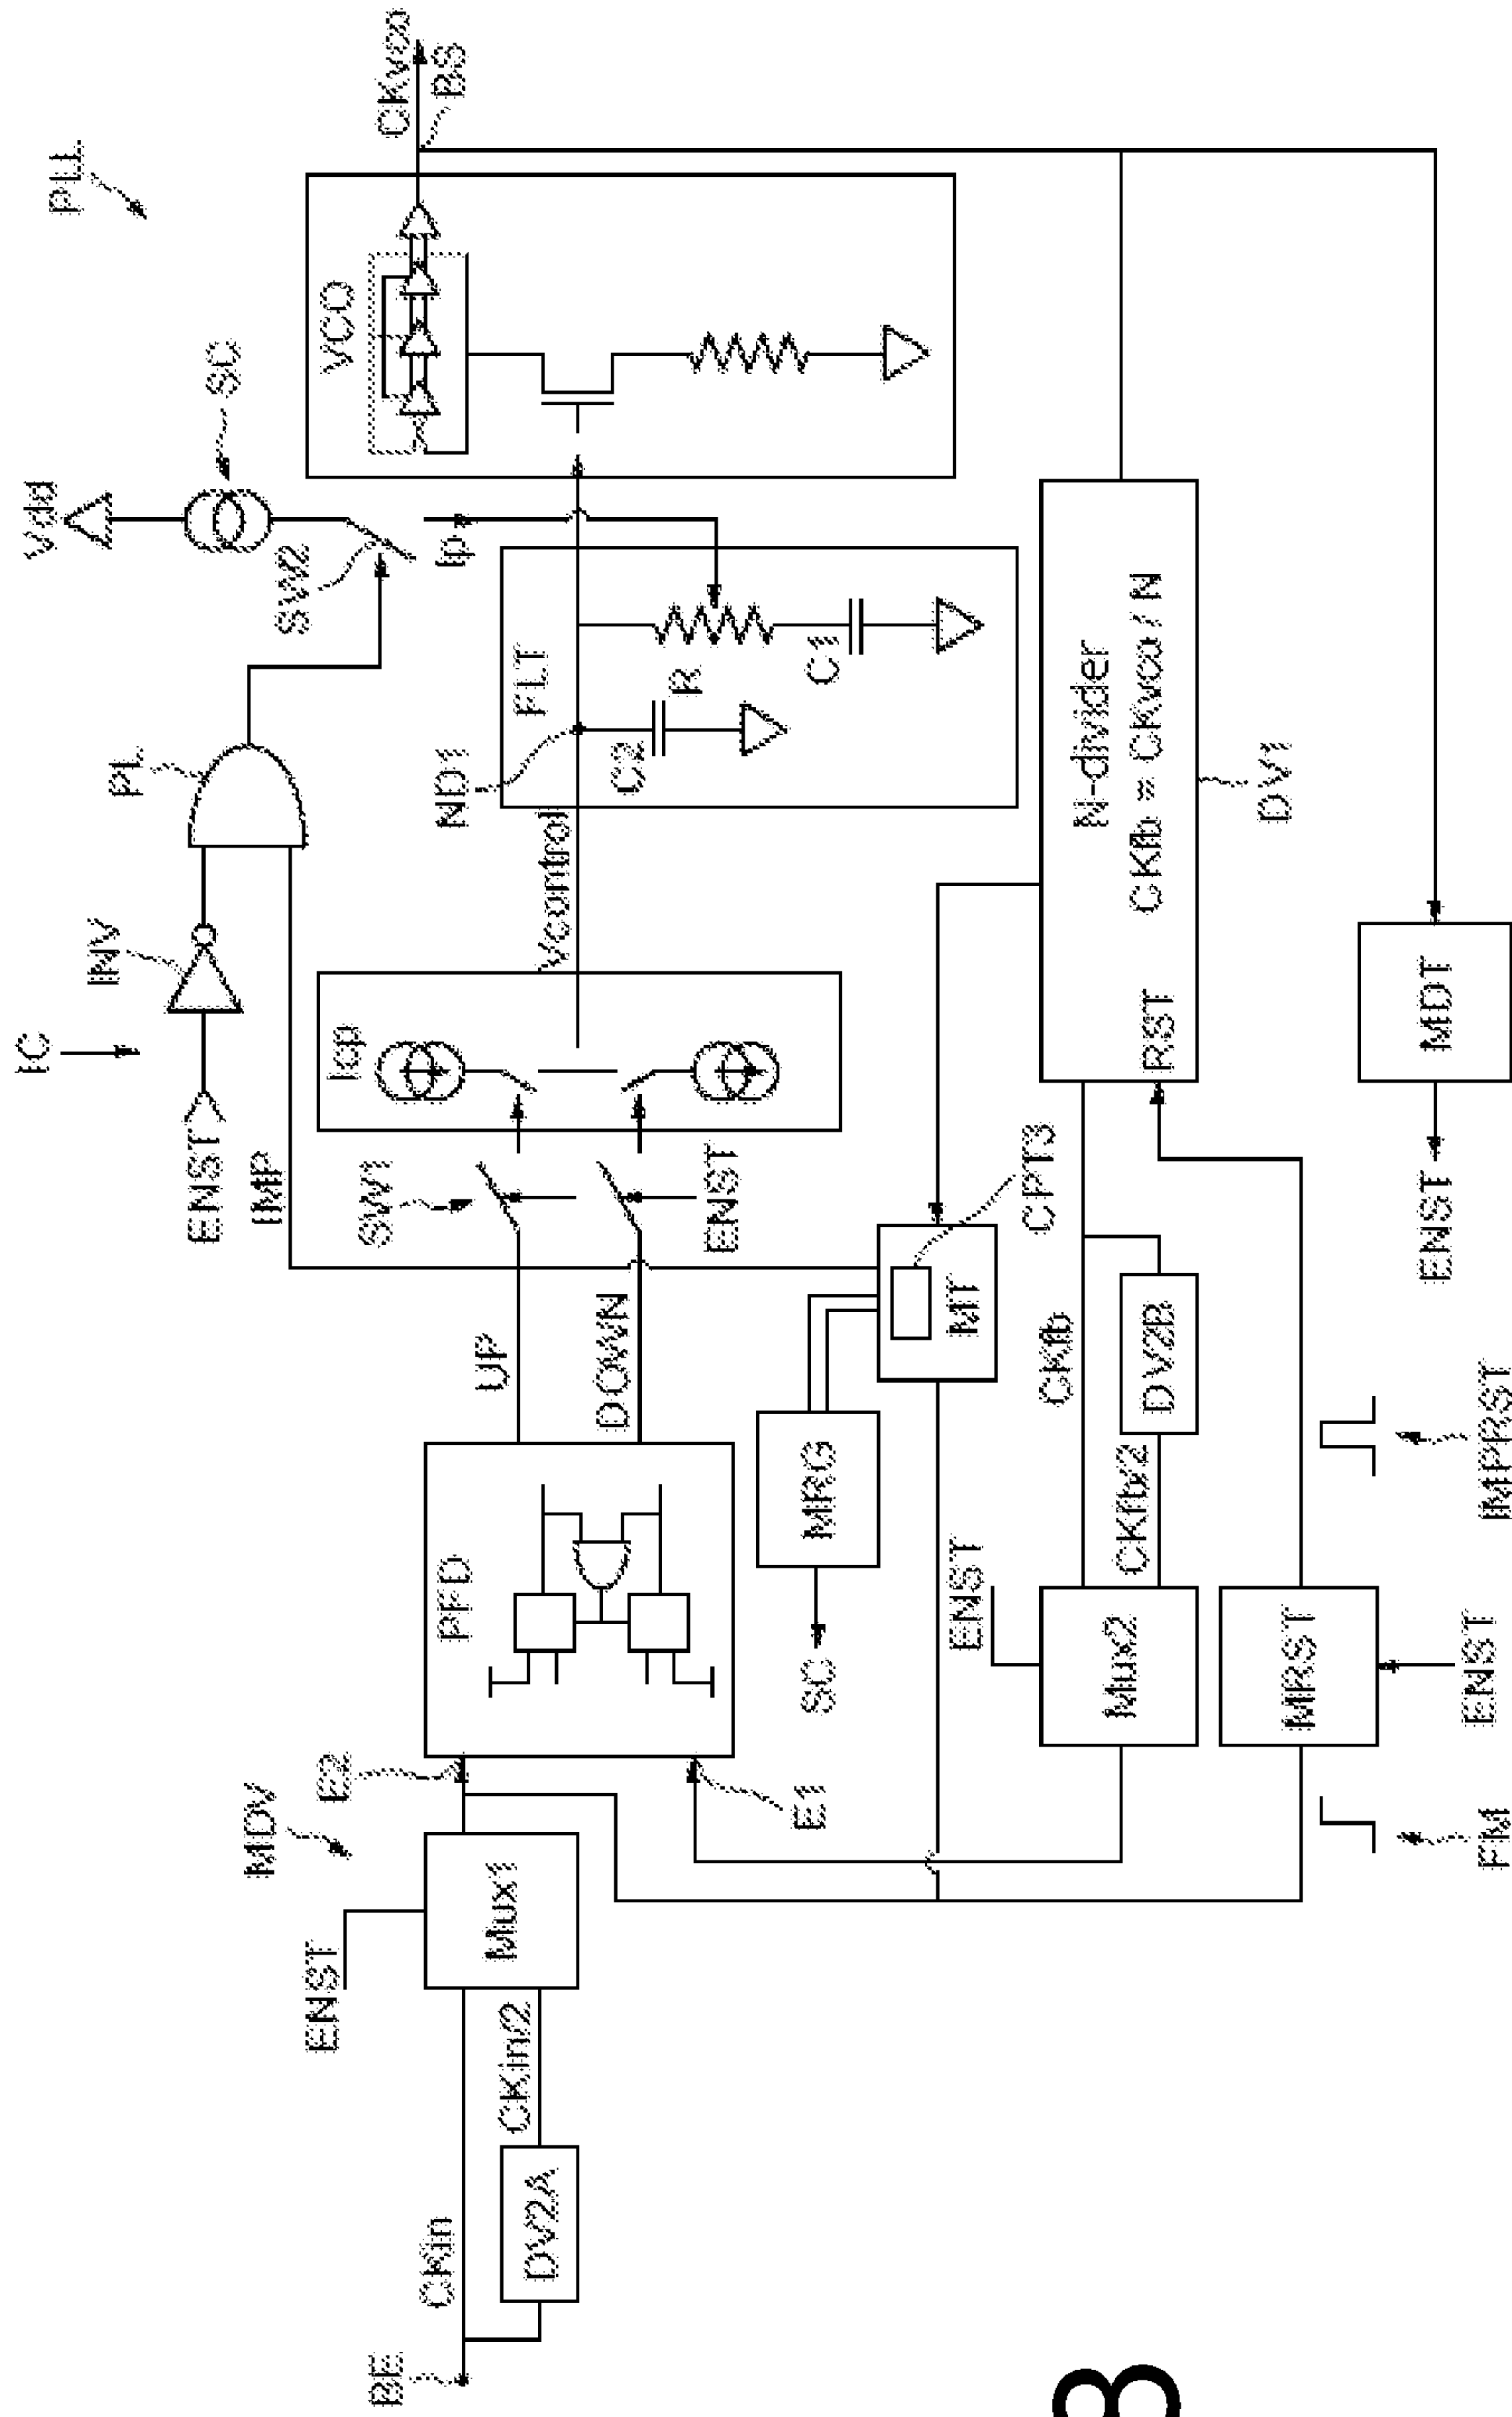 PLL
IC
Vdd
SC
SW2
Ip
PL
INV
ENST
IMP
CKvco
BS
VCO
Icp
Vcontrol
ND1
FLT
C2
R
C1
SW1
UP
DOWN
ENST
PFD
E2
E1
MDV
ENST
Mux1
CKin
CKin/2
DV2A
BE
MRG
SC
MT
CPT3
N-divider
CKfb = CKvco / N
RST
DV1
CKfb
CKfb/2
DV2B
ENST
Mux2
MRST
ENST
FM
IMPRST
MDT
ENST
8